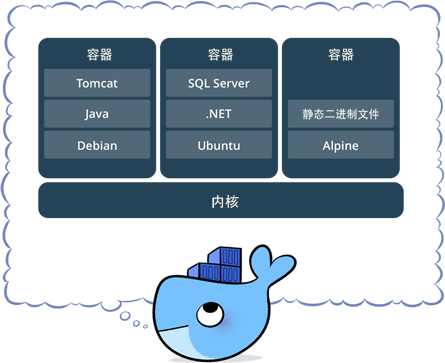 容器
Tomcat
Java
Debian
容器
SQL Server
.NET
Ubuntu
容器
静态二进制文件
Alpine
内核